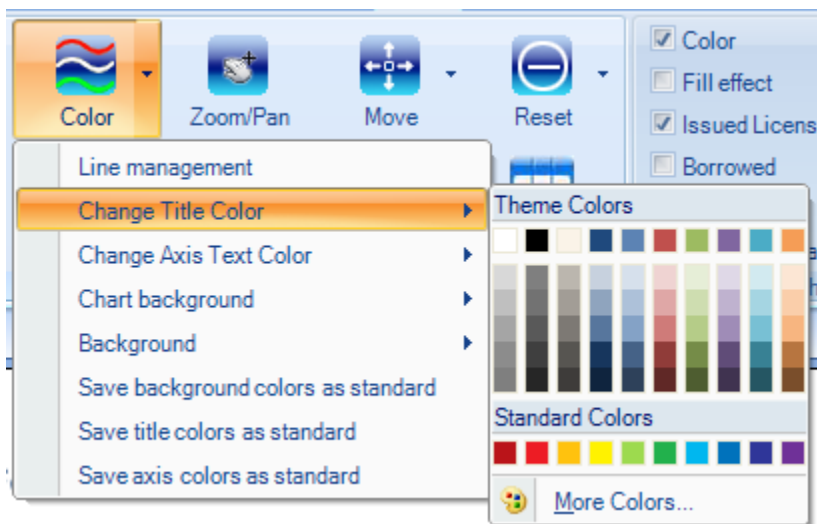 Color
Zoom/Pan
Move
Reset
Color
Fill effect
Issued Licens
Borrowed
Line management
Change Title Color
Change Axis Text Color
Chart background
Background
Save background colors as standard
Save title colors as standard
Save axis colors as standard
Theme Colors
Standard Colors
More Colors...